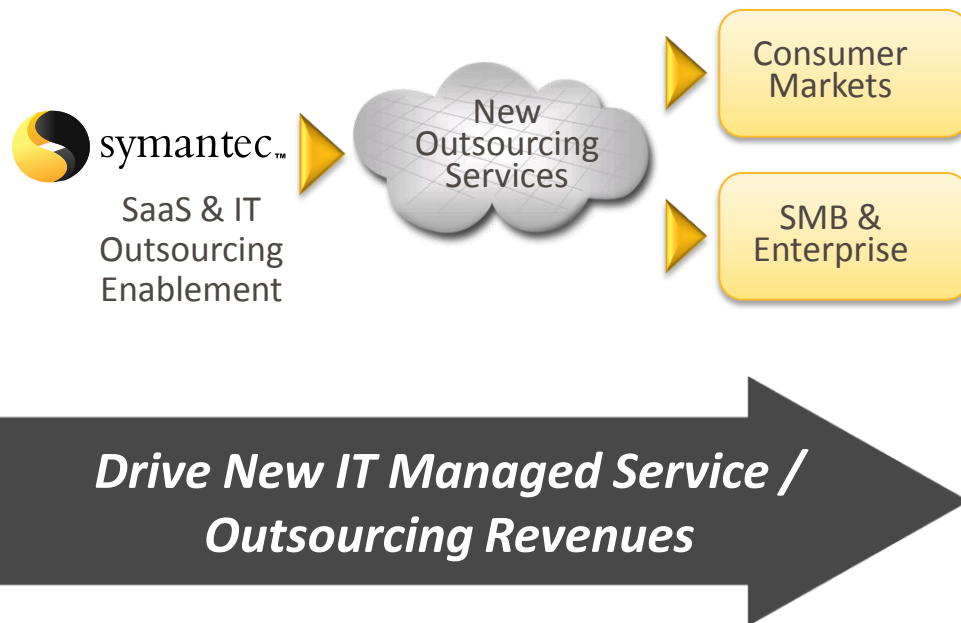 symantec™
SaaS & IT
Outsourcing
Enablement
New
Outsourcing
Services
Consumer
Markets
SMB &
Enterprise
Drive New IT Managed Service /
Outsourcing Revenues